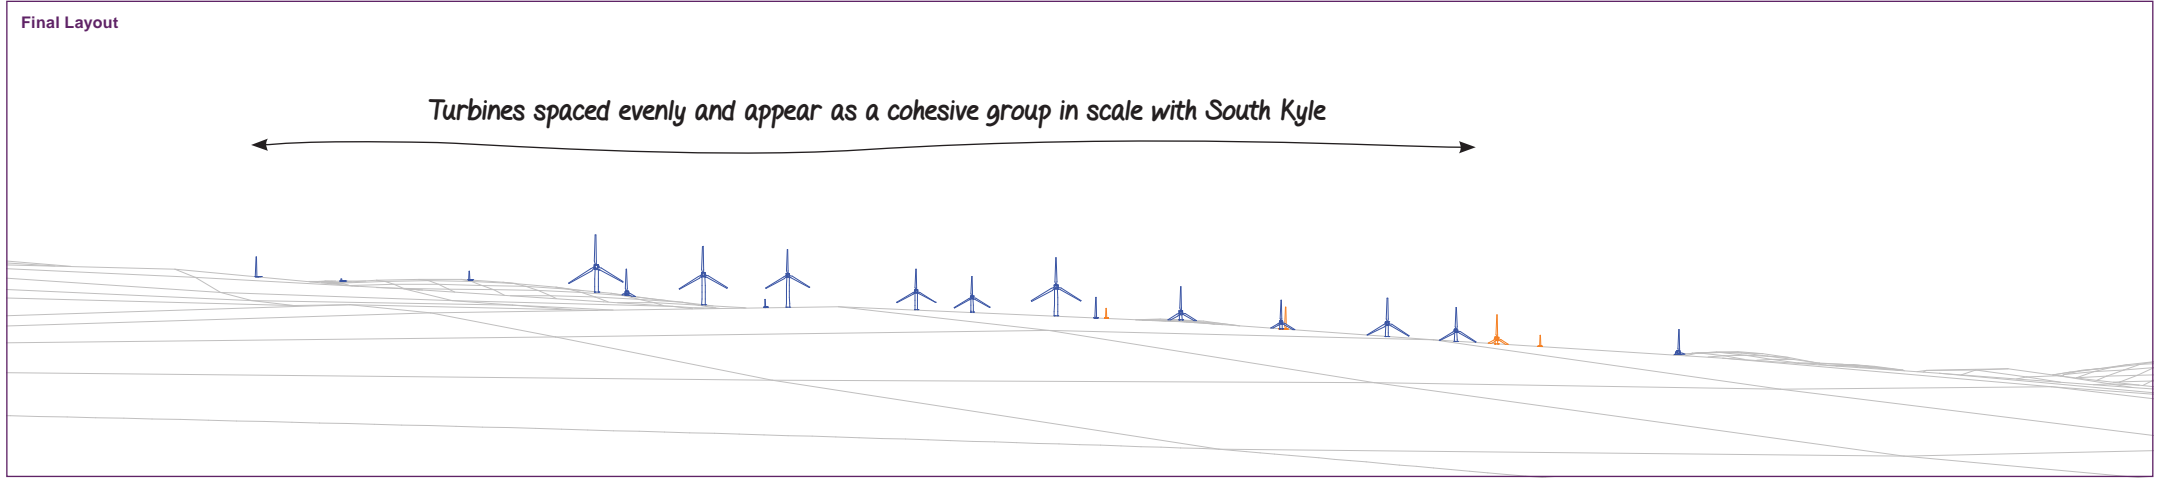 Final Layout
Turbines spaced evenly and appear as a cohesive group in scale with South Kyle